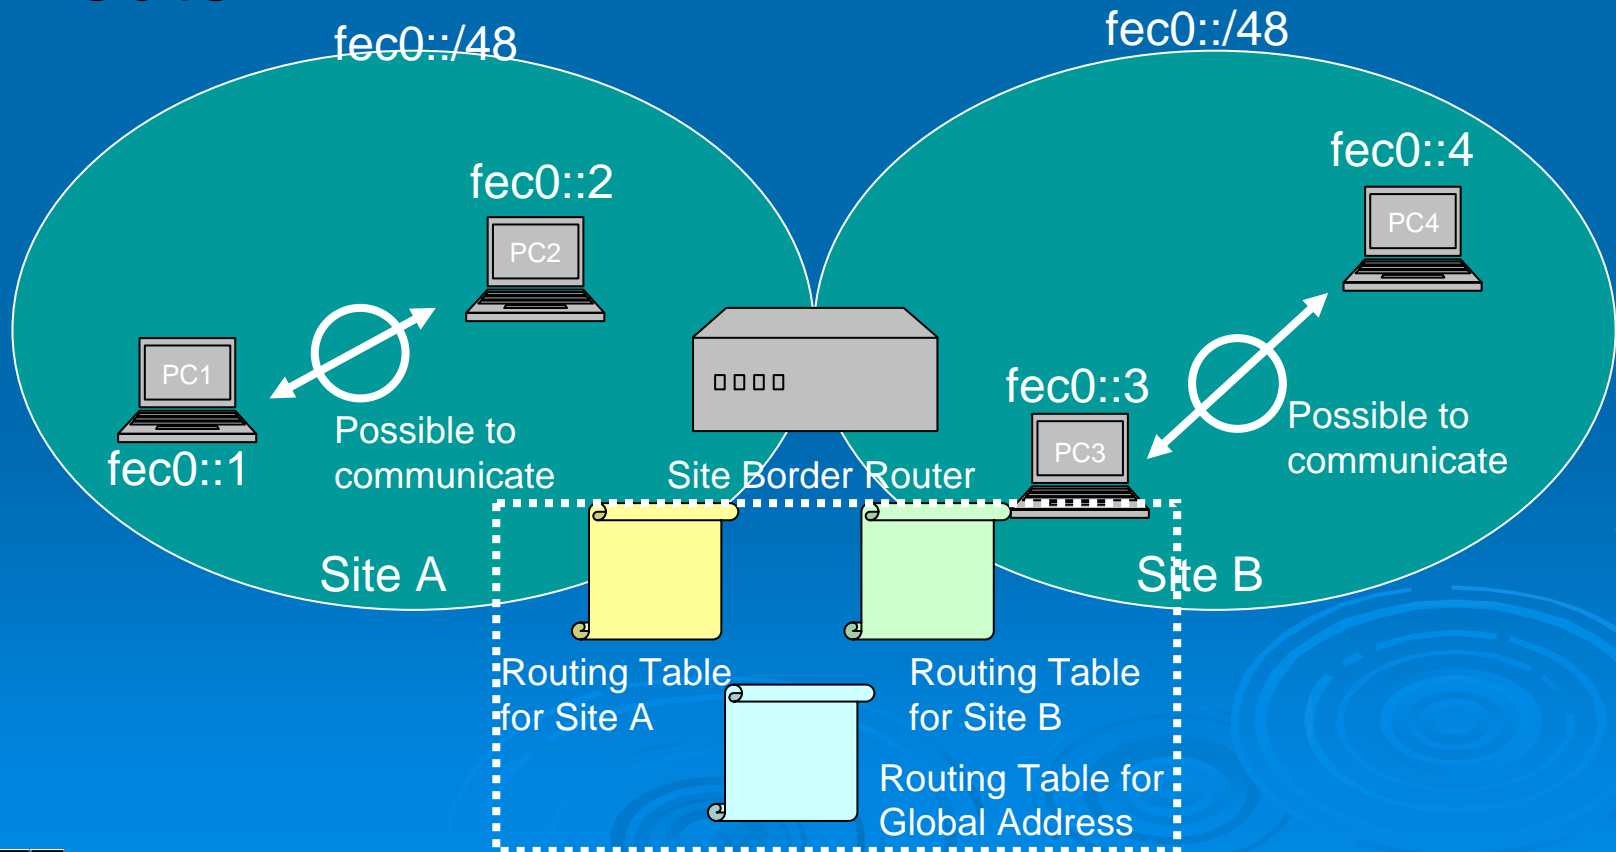 fec0::/48
fec0::/48
fec0::4
fec0::2
PC4
PC2
PC1
fec0::3
Possible to
communicate
Possible to
communicate
PC3
fec0::1
Site Border Router
Site A
Site B
Routing Table
for Site A
Routing Table
for Site B
Routing Table for
Global Address